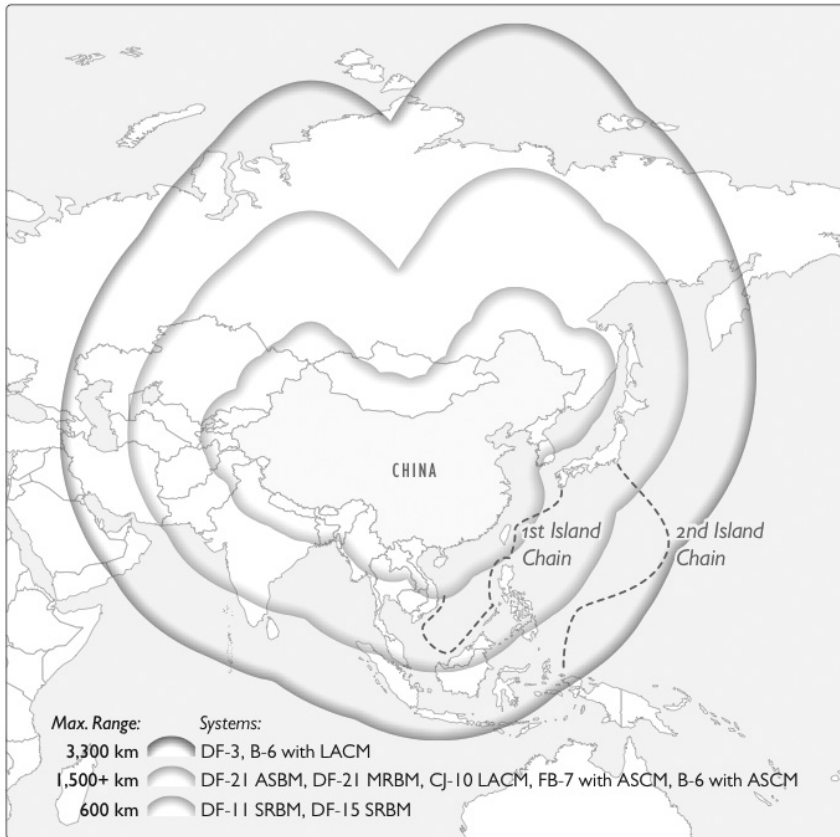 CHINA
1st Island
Chain
2nd Island
Chain
Max. Range: Systems:
3,300 km DF-3, B-6 with LACM
1,500+ km DF-21 ASBM, DF-21 MRBM, CJ-10 LACM, FB-7 with ASCM, B-6 with ASCM
600 km DF-11 SRBM, DF-15 SRBM